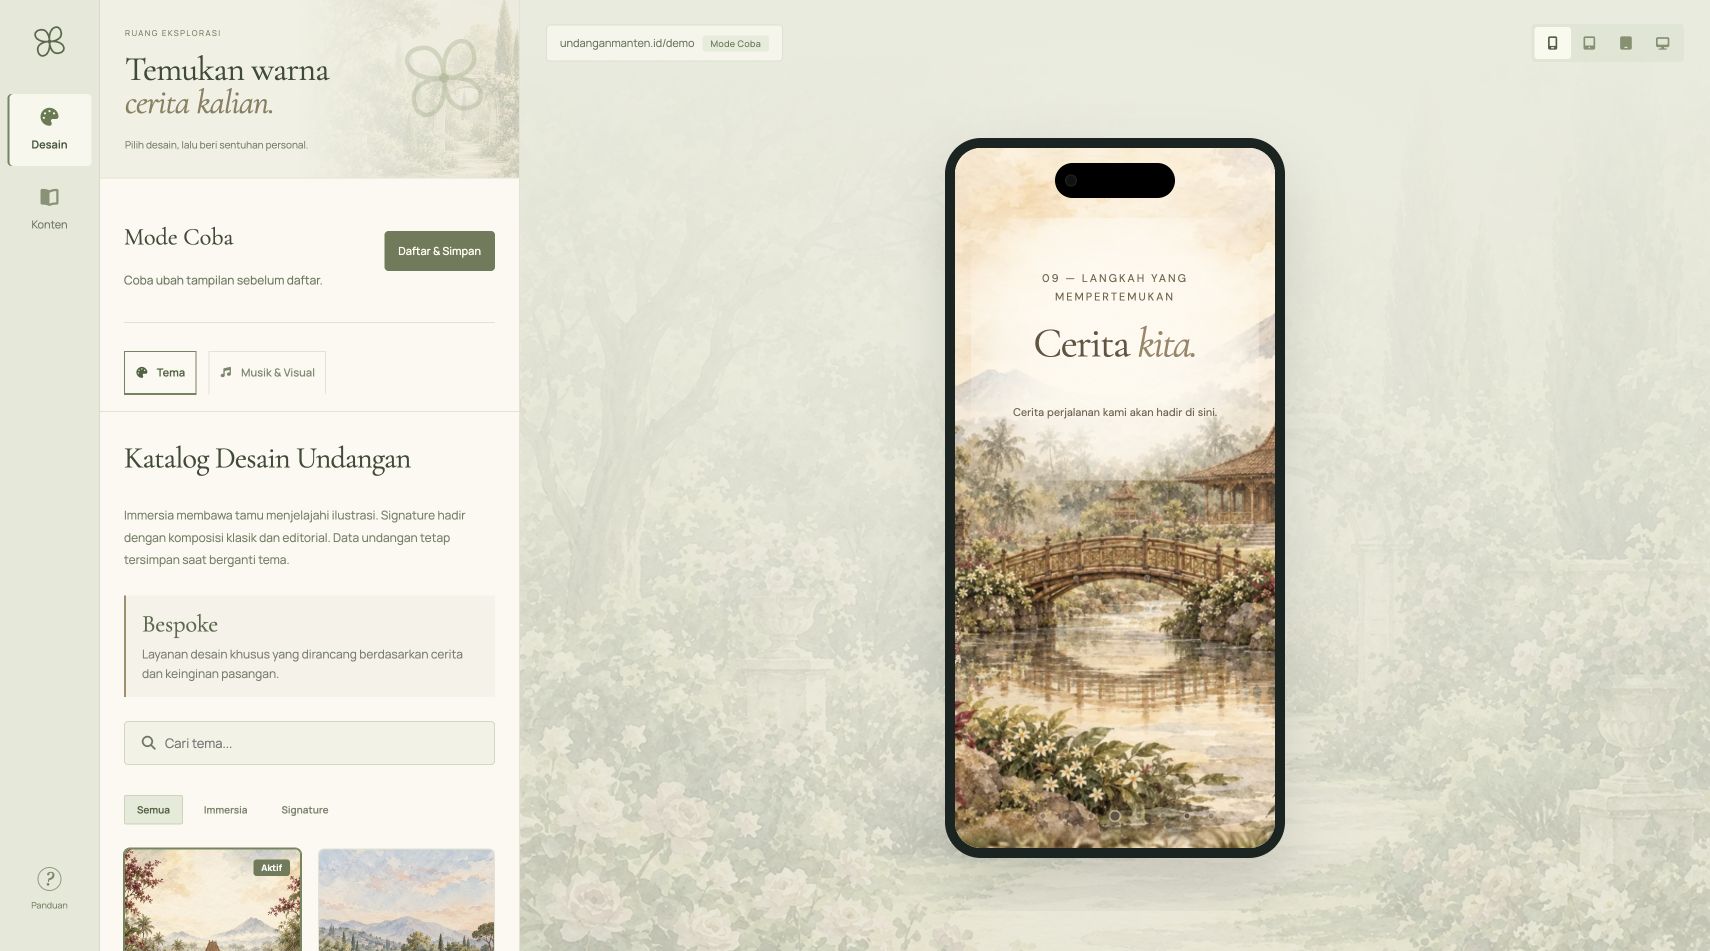 RUANG EKSPLORASI
Temukan warna
cerita kalian.
Pilih desain, lalu beri sentuhan personal.
Desain
Konten
Mode Coba
Daftar & Simpan
Coba ubah tampilan sebelum daftar.
Tema
Musik & Visual
Katalog Desain Undangan
Immersia membawa tamu menjelajahi ilustrasi. Signature hadir
dengan komposisi klasik dan editorial. Data undangan tetap
tersimpan saat berganti tema.
Bespoke
Layanan desain khusus yang dirancang berdasarkan cerita
dan keinginan pasangan.
Cari tema...
Semua
Immersia
Signature
Aktif
?
Panduan
undanganmanten.id/demo
Mode Coba
09 — LANGKAH YANG
MEMPERTEMUKAN
Cerita kita.
Cerita perjalanan kami akan hadir di sini.